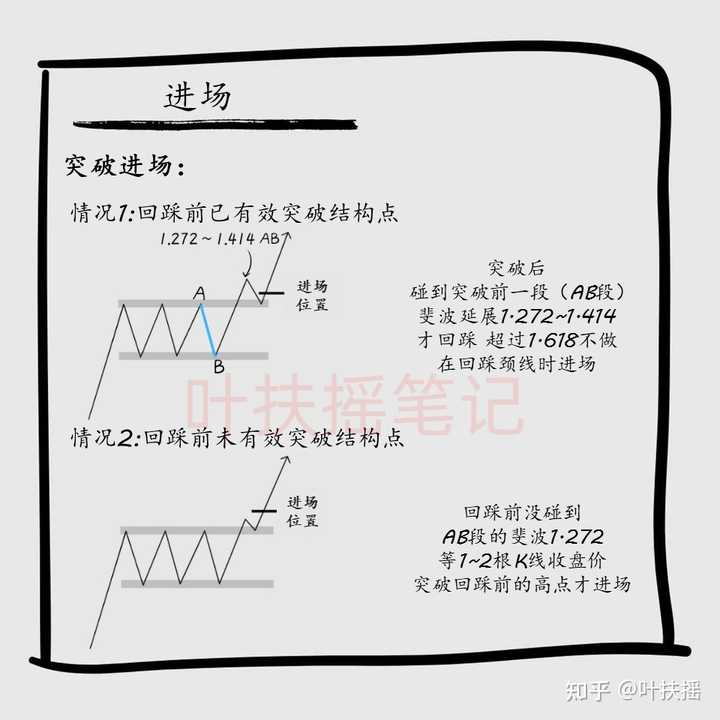 进场
突破进场：
情况1:回踩前已有效突破结构点
1.272～1.414 AB
A
进场
位置
B
突破后
碰到突破前一段（AB段）
斐波延展1·272~1·414
才回踩 超过1·618不做
在回踩颈线时进场
叶扶摇笔记
情况2:回踩前未有效突破结构点
进场
位置
回踩前没碰到
AB段的斐波1·272
等1~2根K线收盘价
突破回踩前的高点才进场
知乎 @叶扶摇